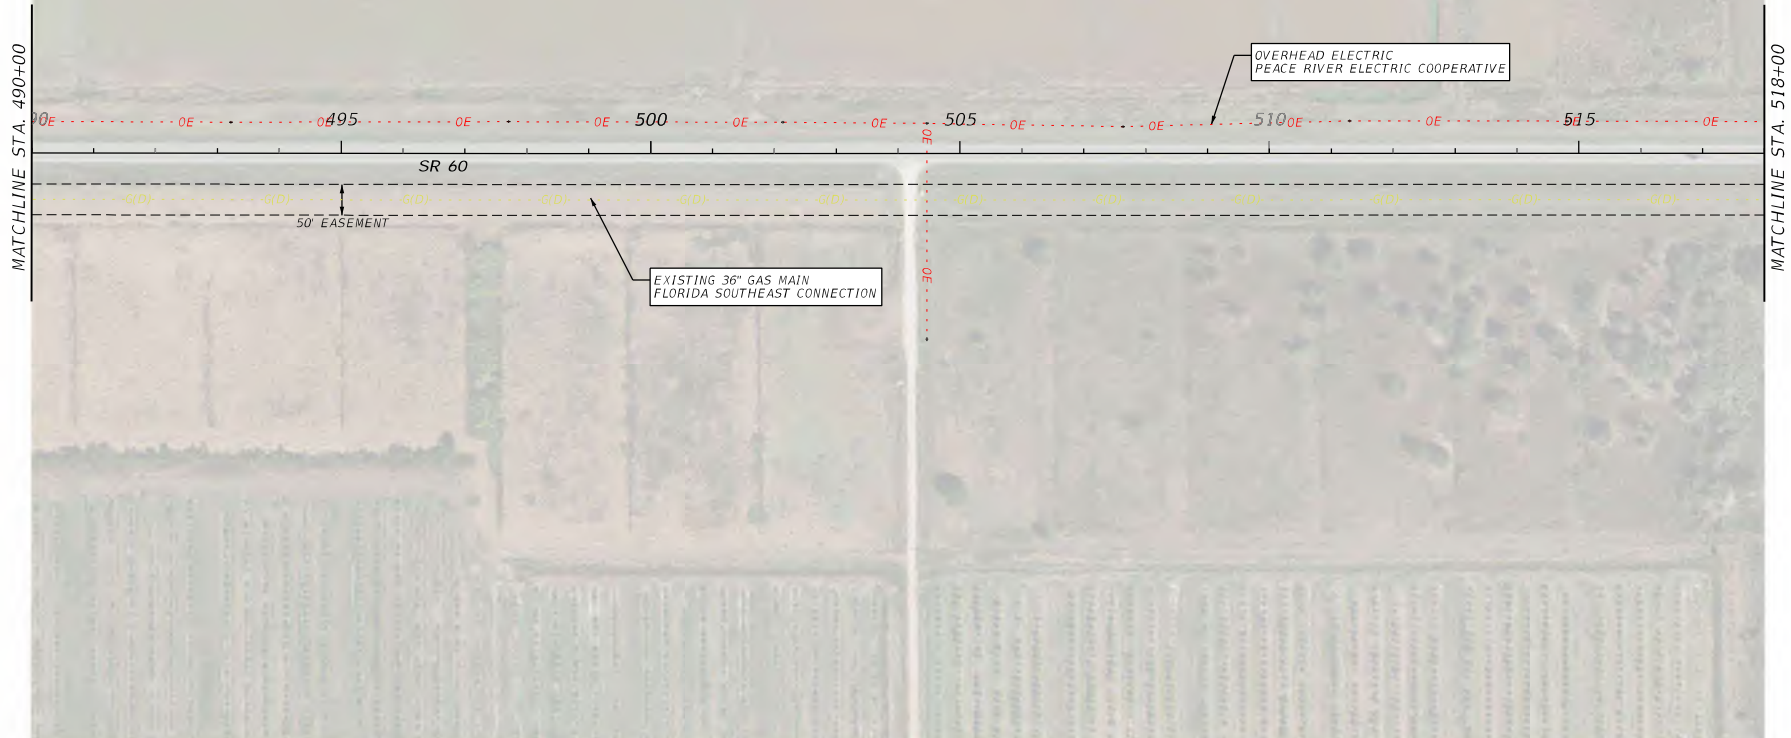 MATCHLINE STA. 490+00
OVERHEAD ELECTRIC
PEACE RIVER ELECTRIC COOPERATIVE
MATCHLINE STA. 518+00
90 495 500 505 510 515
OE OE OE OE OE OE OE OE OE OE OE OE OE
OE
SR 60
50' EASEMENT
OE
EXISTING 36" GAS MAIN
FLORIDA SOUTHEAST CONNECTION